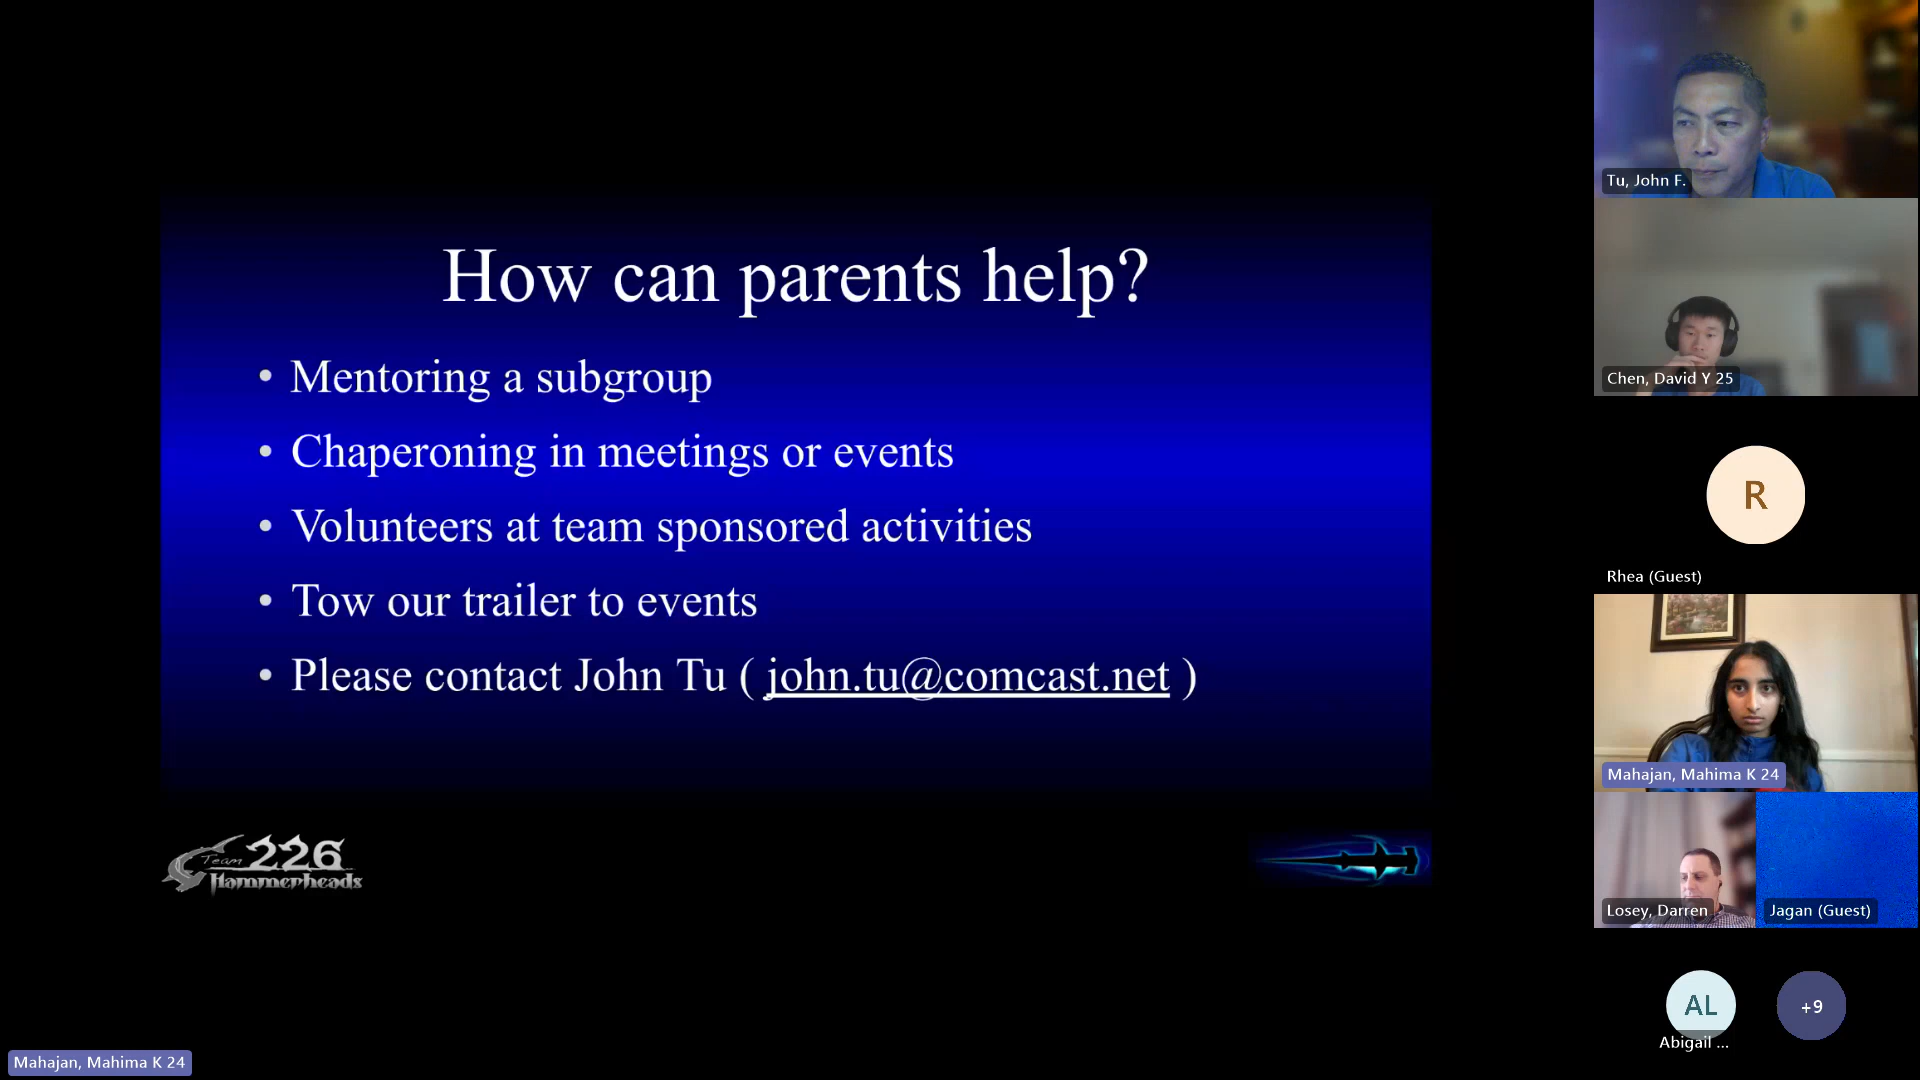 How can parents help?
• Mentoring a subgroup
• Chaperoning in meetings or events
• Volunteers at team sponsored activities
• Tow our trailer to events
• Please contact John Tu ( john.tu@comcast.net )
Team 226
Hammerheads
Mahajan, Mahima K 24
Tu, John F.
Chen, David Y 25
R
Rhea (Guest)
Mahajan, Mahima K 24
Losey, Darren
Jagan (Guest)
AL
Abigail ...
+9